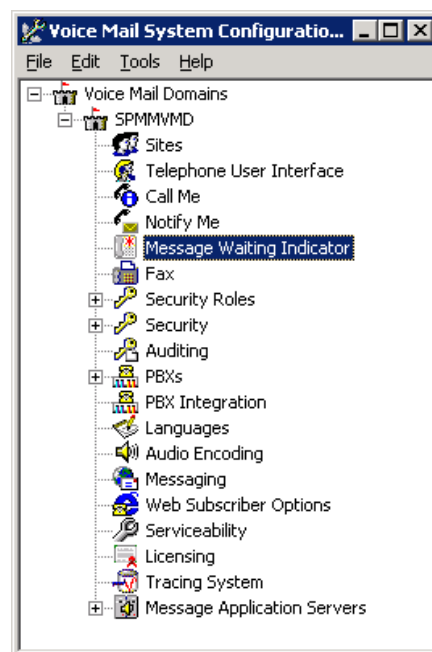 Voice Mail System Configuratio...
File Edit Tools Help
Voice Mail Domains
SPMMVMD
Sites
Telephone User Interface
Call Me
Notify Me
Message Waiting Indicator
Fax
Security Roles
Security
Auditing
PBXs
PBX Integration
Languages
Audio Encoding
Messaging
Web Subscriber Options
Serviceability
Licensing
Tracing System
Message Application Servers